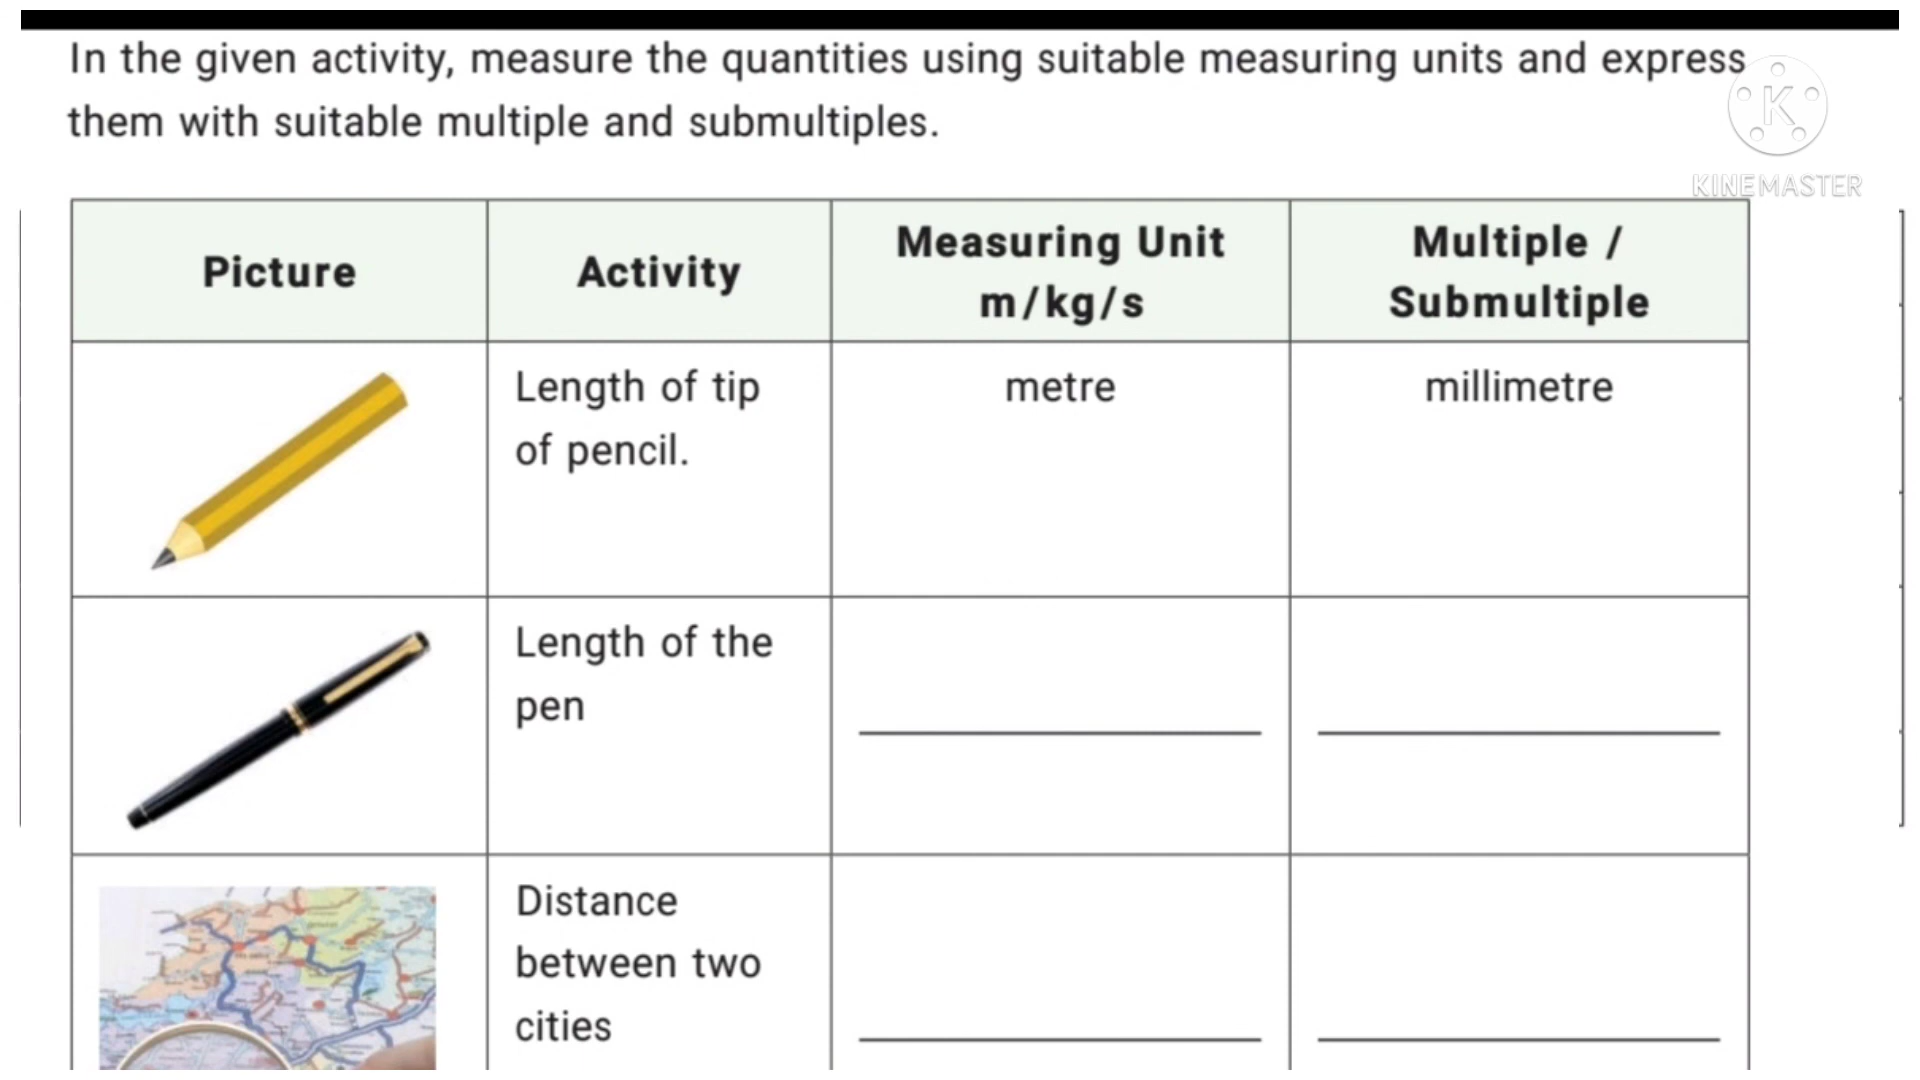 In the given activity, measure the quantities using suitable measuring units and express
them with suitable multiple and submultiples.
K
KINEMASTER
Picture
Activity
Measuring Unit
m/kg/s
Multiple /
Submultiple
Length of tip
of pencil.
metre
millimetre
Length of the
pen
Distance
between two
cities